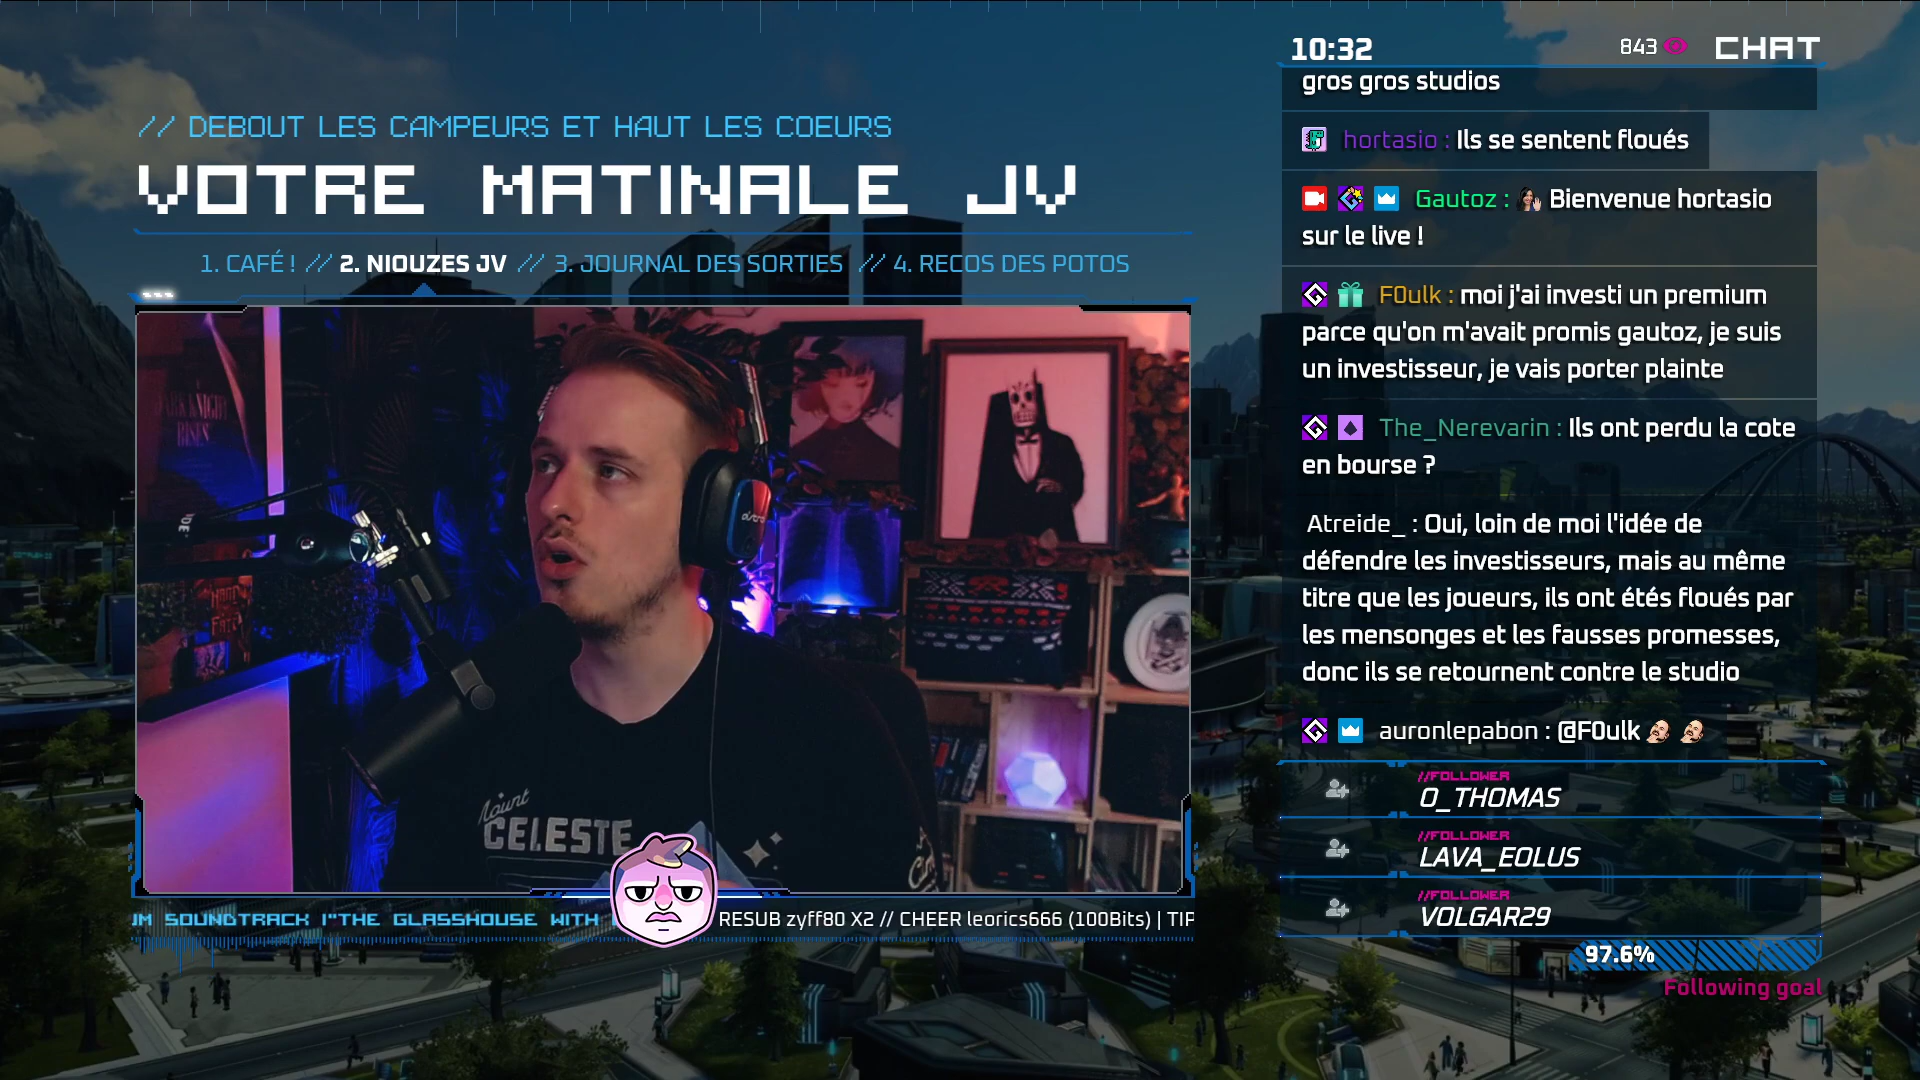 // DEBOUT LES CAMPEURS ET HAUT LES COEURS
VOTRE MATINALE JV
1. CAFÉ ! // 2. NIOUZES JV // 3. JOURNAL DES SORTIES // 4. RECOS DES POTOS
DARK KNIGHT
RISES
astro
Mount
CELESTE
UM SOUNDTRACK I"THE GLASSHOUSE WITH
RESUB zyff80 X2 // CHEER leorics666 (100Bits) | TIP
10:32
843
CHAT
gros gros studios
hortasio : Ils se sentent floués
Gautoz : Bienvenue hortasio
sur le live !
F0ulk : moi j'ai investi un premium
parce qu'on m'avait promis gautoz, je suis
un investisseur, je vais porter plainte
The_Nerevarin : Ils ont perdu la cote
en bourse ?
Atreide_ : Oui, loin de moi l'idée de
défendre les investisseurs, mais au même
titre que les joueurs, ils ont étés floués par
les mensonges et les fausses promesses,
donc ils se retournent contre le studio
auronlepabon : @F0ulk
//FOLLOWER
O_THOMAS
//FOLLOWER
LAVA_EOLUS
//FOLLOWER
VOLGAR29
97.6%
Following goal